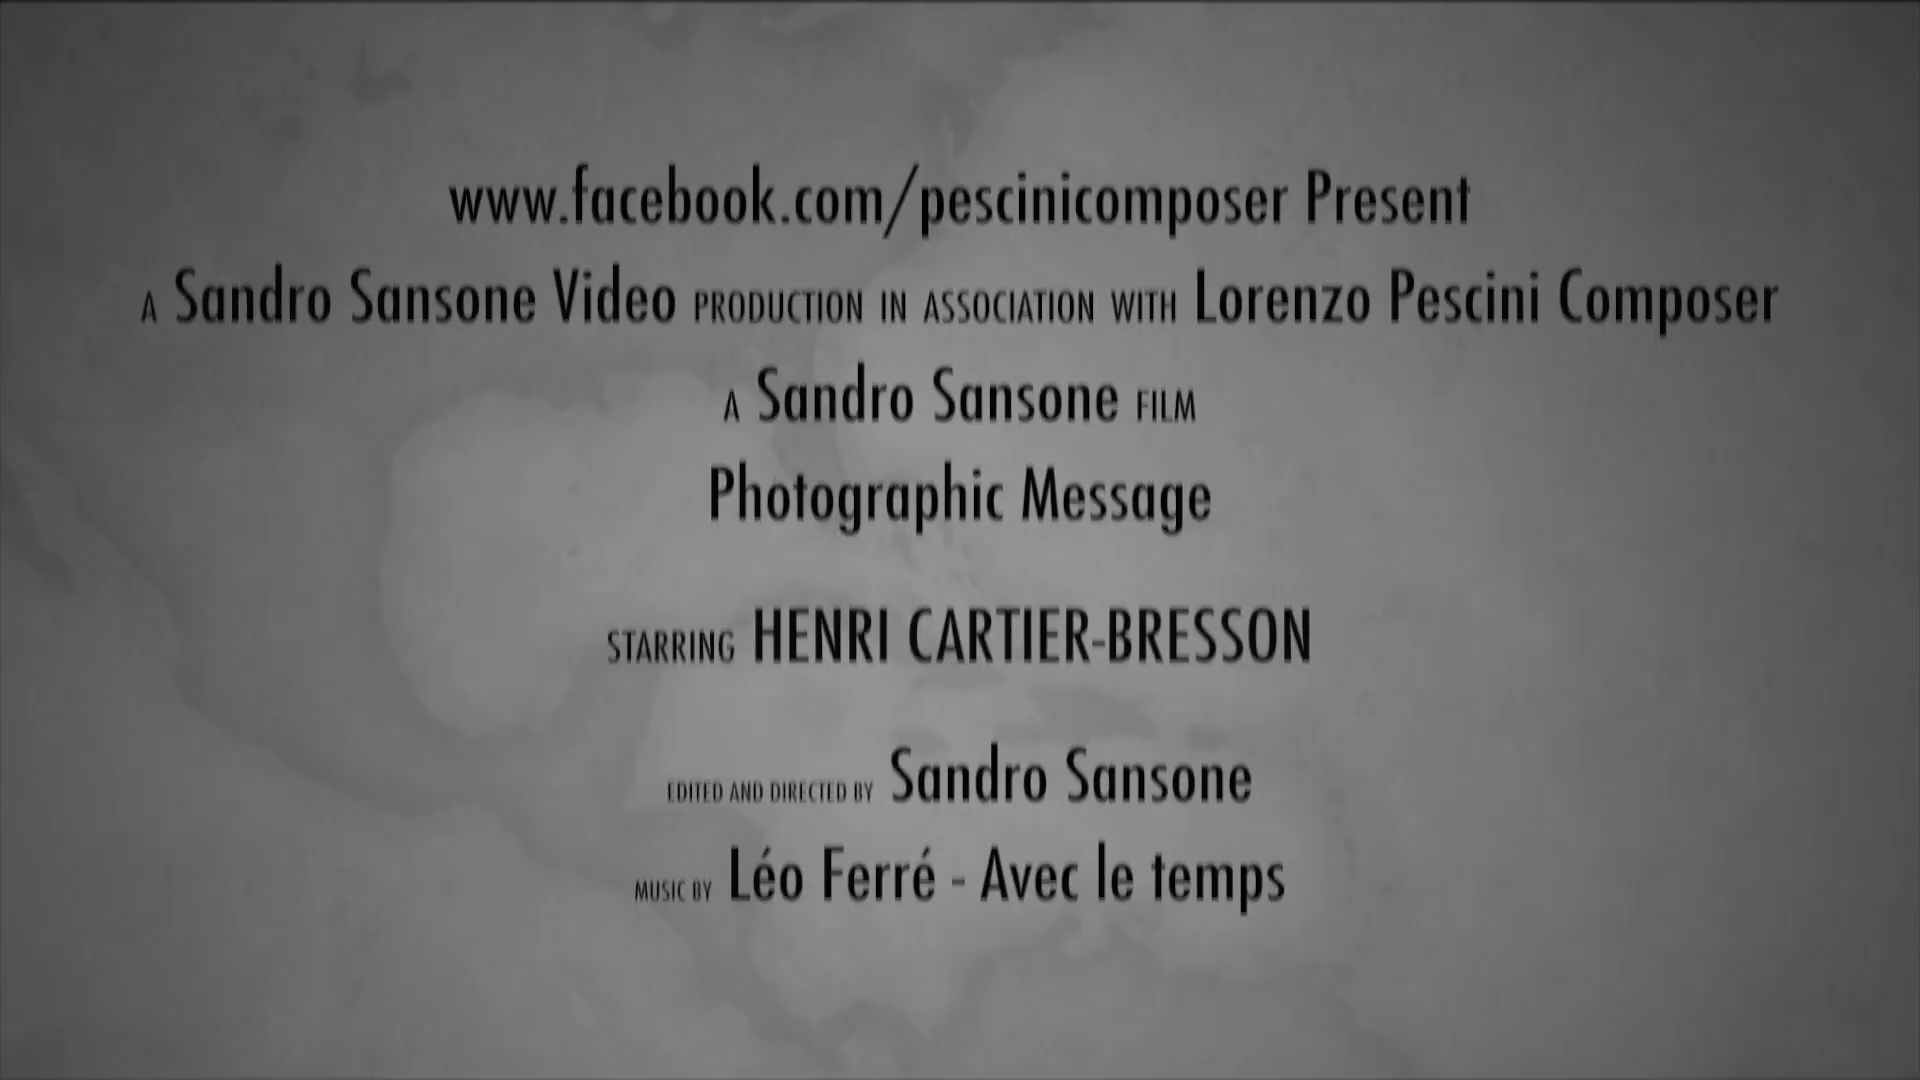 www.facebook.com/pescinicomposer Present
A Sandro Sansone Video PRODUCTION IN ASSOCIATION WITH Lorenzo Pescini Composer
A Sandro Sansone FILM
Photographic Message
STARRING HENRI CARTIER-BRESSON
EDITED AND DIRECTED BY Sandro Sansone
MUSIC BY Léo Ferré - Avec le temps